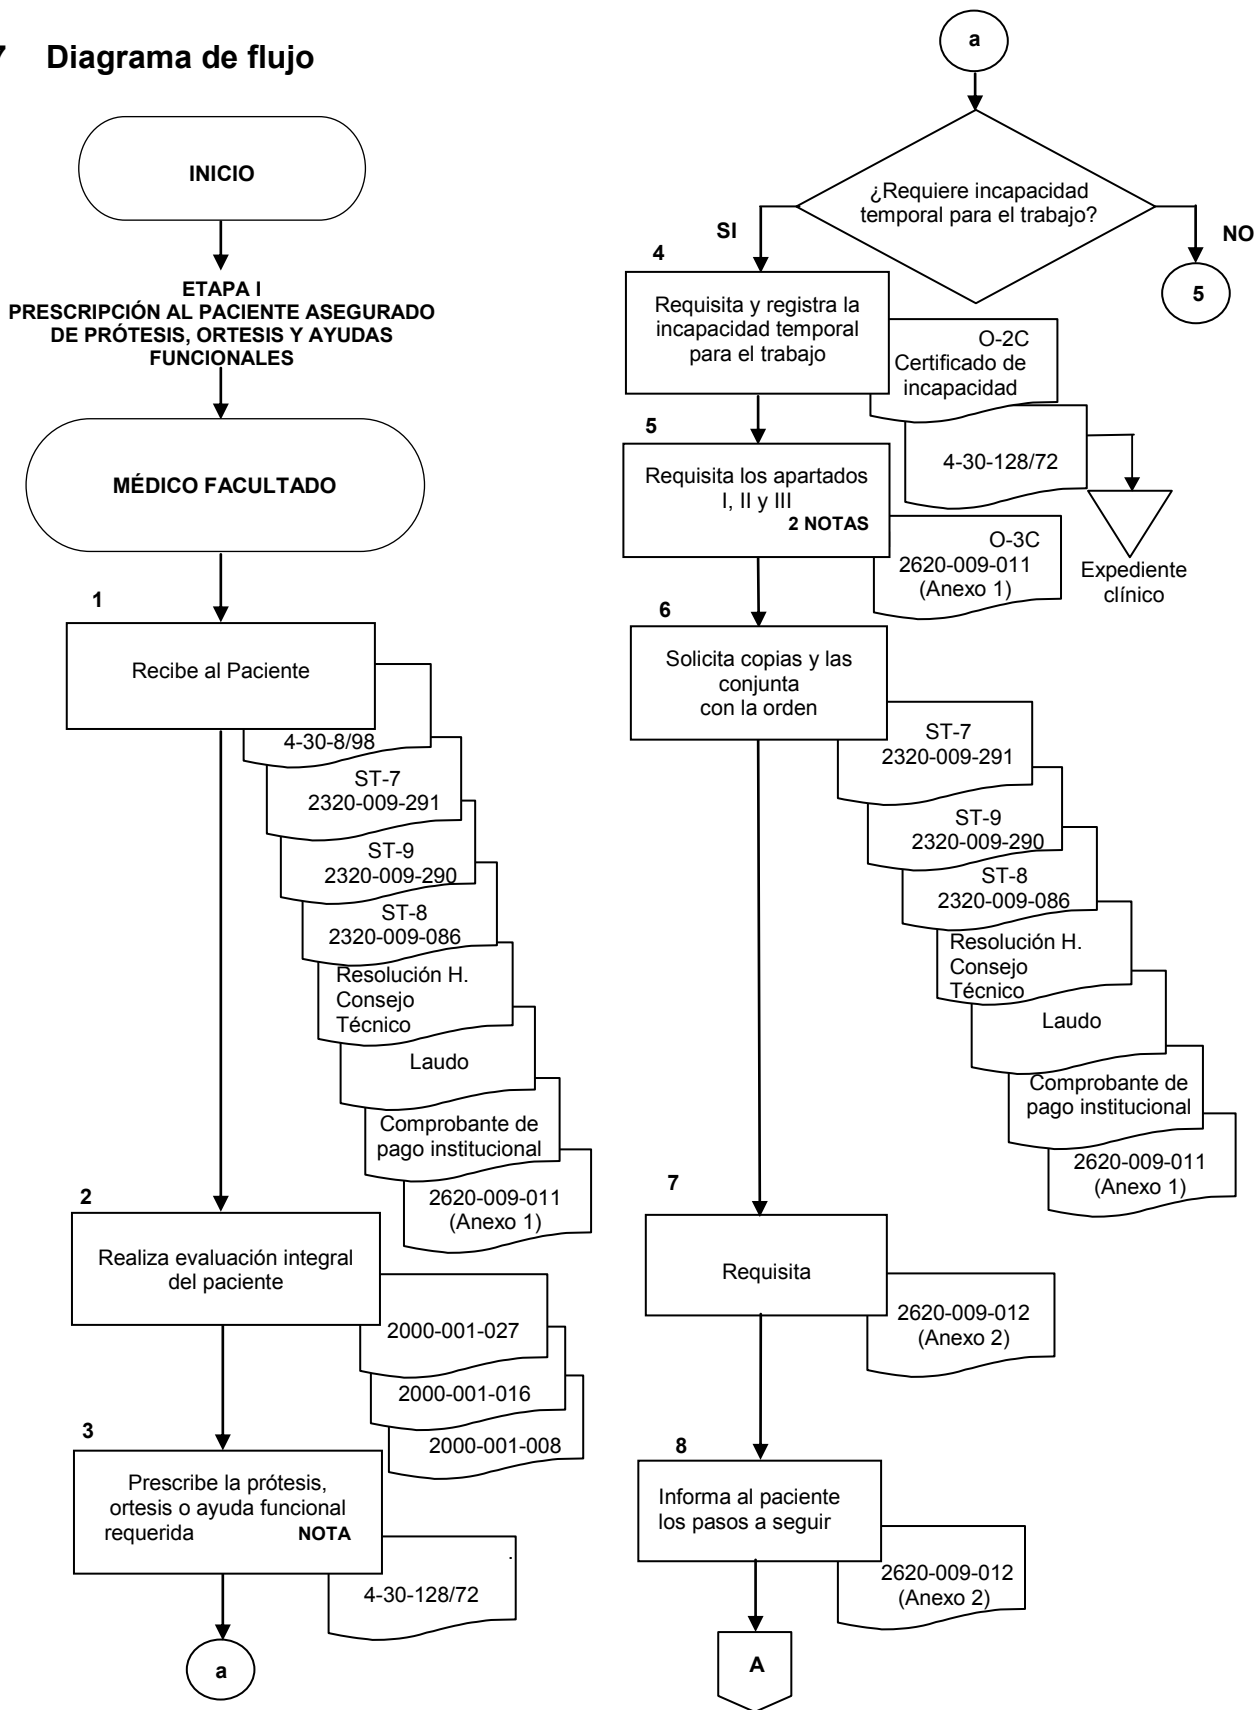 7 Diagrama de flujo
INICIO
ETAPA I
PRESCRIPCIÓN AL PACIENTE ASEGURADO
DE PRÓTESIS, ORTESIS Y AYUDAS
FUNCIONALES
MÉDICO FACULTADO
1
Recibe al Paciente
4-30-8/98
ST-7
2320-009-291
ST-9
2320-009-290
ST-8
2320-009-086
Resolución H.
Consejo
Técnico
Laudo
Comprobante de
pago institucional
2620-009-011
(Anexo 1)
2
Realiza evaluación integral
del paciente
2000-001-027
2000-001-016
2000-001-008
3
Prescribe la prótesis,
ortesis o ayuda funcional
requerida NOTA
.
4-30-128/72
a
a
¿Requiere incapacidad
temporal para el trabajo?
SI
NO
5
4
Requisita y registra la
incapacidad temporal
para el trabajo
O-2C
Certificado de
incapacidad
4-30-128/72
Expediente
clínico
5
Requisita los apartados
I, II y III
2 NOTAS
O-3C
2620-009-011
(Anexo 1)
6
Solicita copias y las
conjunta
con la orden
ST-7
2320-009-291
ST-9
2320-009-290
ST-8
2320-009-086
Resolución H.
Consejo
Técnico
Laudo
Comprobante de
pago institucional
2620-009-011
(Anexo 1)
7
Requisita
2620-009-012
(Anexo 2)
8
Informa al paciente
los pasos a seguir
2620-009-012
(Anexo 2)
A